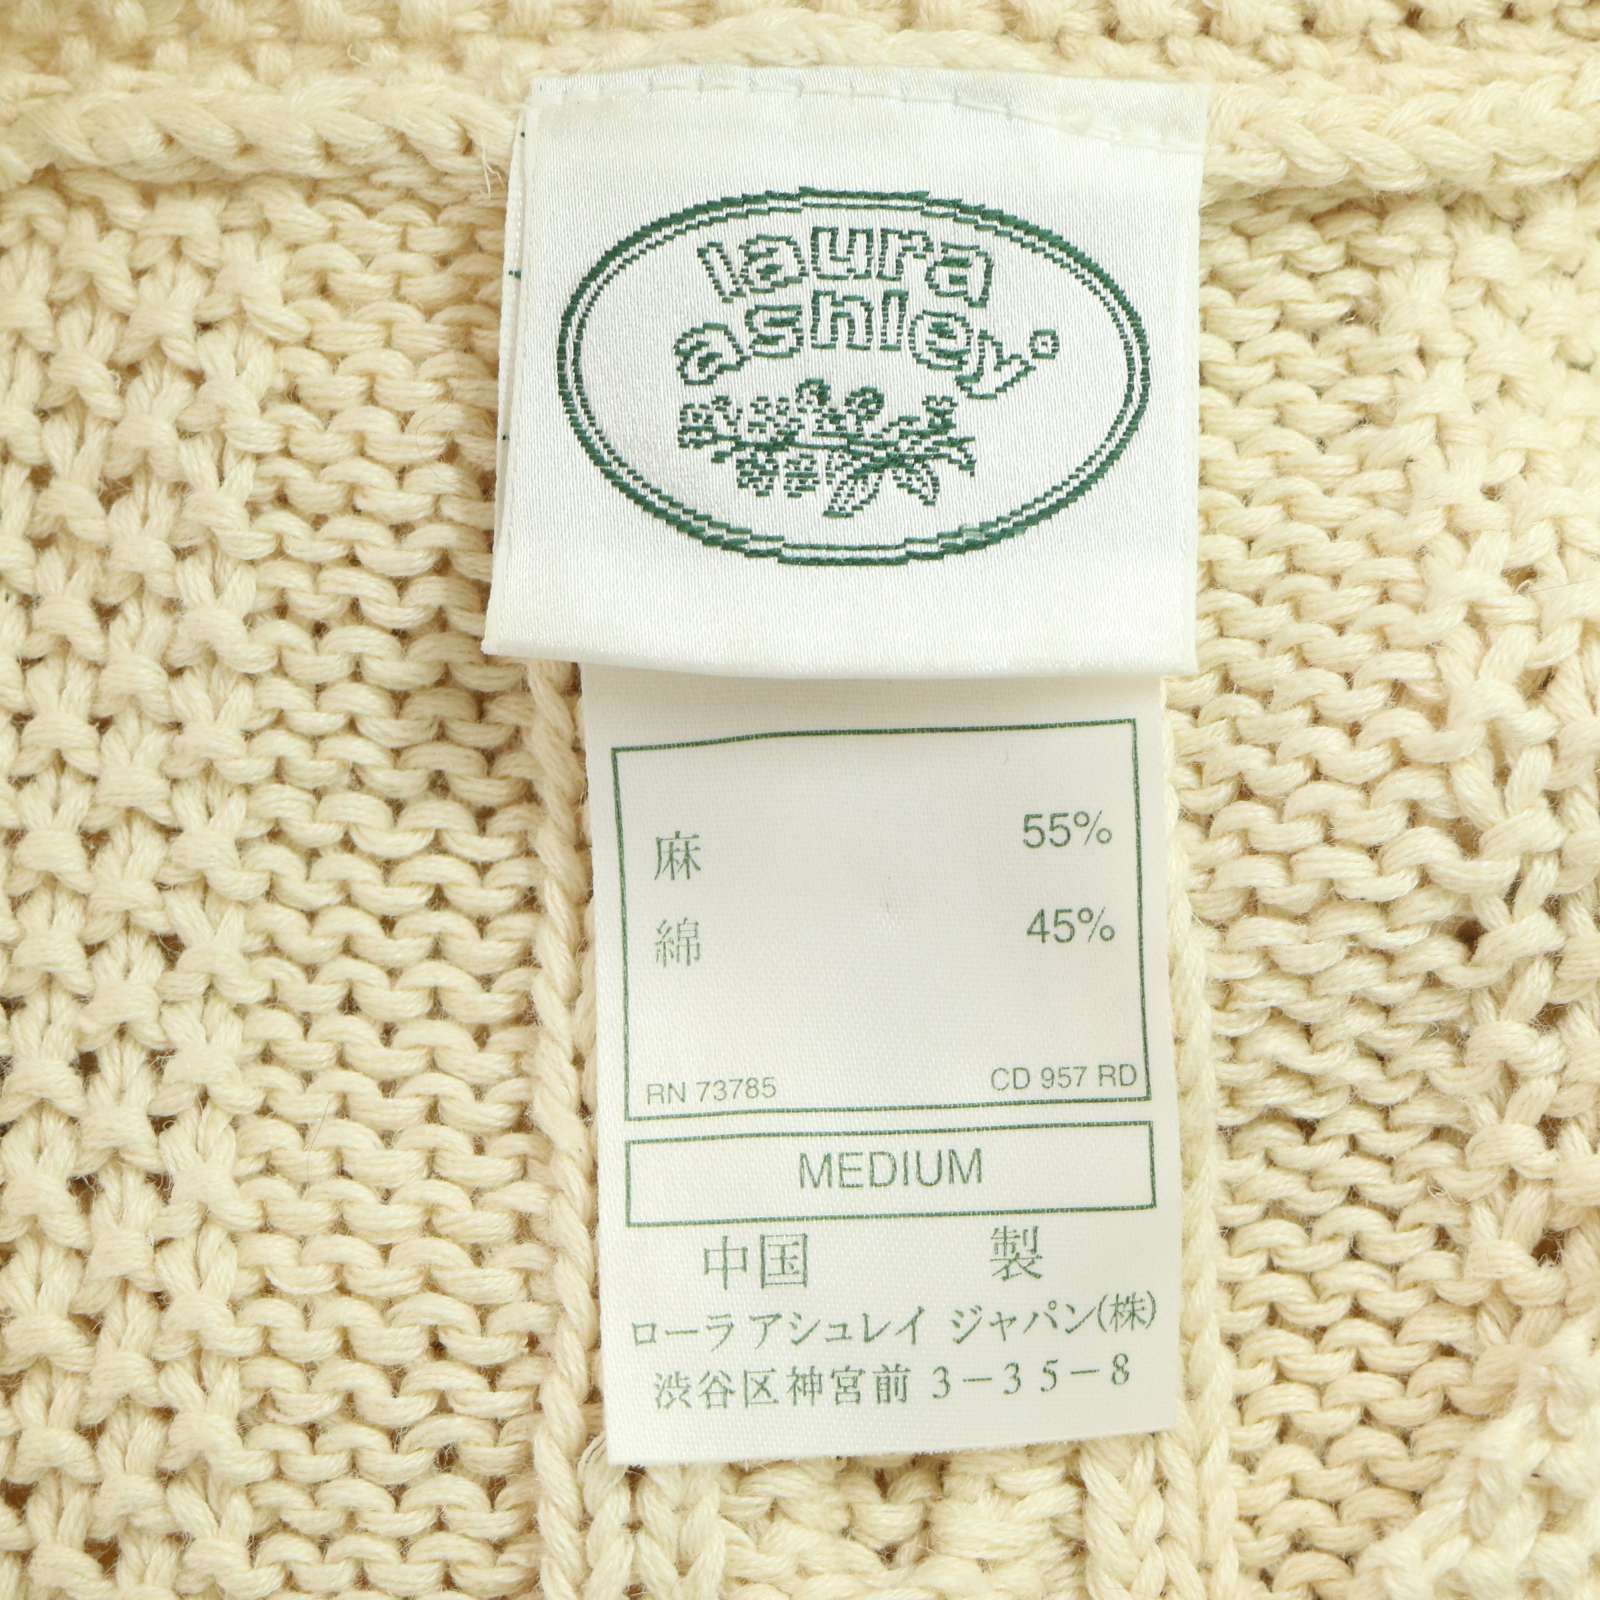 laura
ashley®
麻 55%
綿 45%
RN 73785 CD 957 RD
MEDIUM
中国 製
ローラ アシュレイ ジャパン(株)
渋谷区神宮前 3-35-8